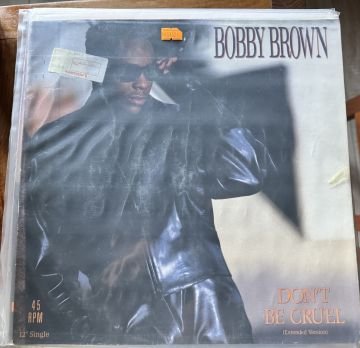 BOBBY BROWN
DON'T
BE CRUEL
(Extended Version)
45
RPM
12" Single